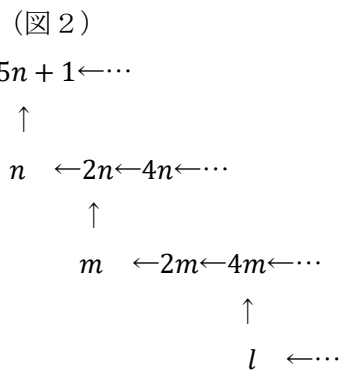 （図２）
5n + 1←⋯
↑
n ←2n←4n←⋯
↑
m ←2m←4m←⋯
↑
l ←⋯